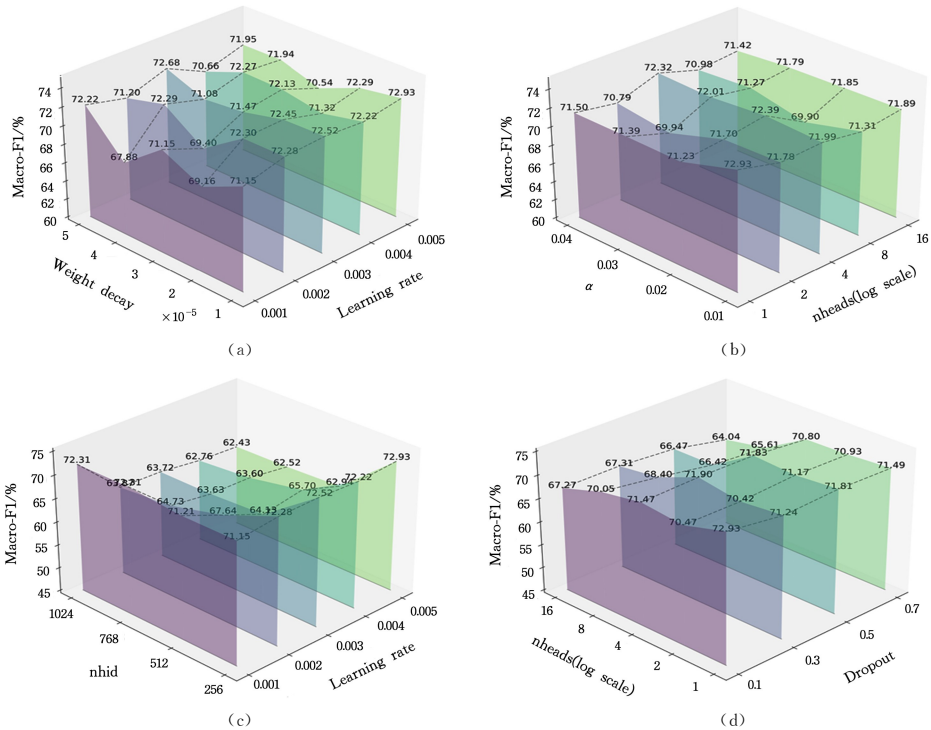 71.95
71.94
72.68 70.66 72.27
72.13 70.54 72.29
72.22 71.20 72.29 71.08
72.93
71.47 72.45 71.32 72.22
67.88 71.15 69.40 72.30 72.52
69.16 71.15 72.28
Macro-F1/%
74
72
70
68
66
64
62
60
5
4
3
2
1
Weight decay
×10⁻⁵
0.001
0.002
0.003
0.004
0.005
Learning rate
(a)
71.42
71.79
72.32 70.98
71.27 71.85
71.50 70.79 72.01
71.89
72.39 69.90 71.31
71.39 69.94 71.70 71.99
71.23 72.93 71.78
Macro-F1/%
74
72
70
68
66
64
62
60
0.04
0.03
0.02
0.01
α
1
2
4
8
16
nheads(log scale)
(b)
62.43
62.52
72.31 63.72 62.76
63.60 72.93
63.63 65.70 62.94 72.22
64.73 72.52
71.21 67.64 72.28
71.15
Macro-F1/%
75
70
65
60
55
50
45
1024
768
512
256
nhid
0.001
0.002
0.003
0.004
0.005
Learning rate
(c)
64.04
65.61 70.80
66.47
71.83 70.93
67.31 66.42
71.49
68.40 71.90 71.17
67.27 70.05
71.81
71.47 70.42
70.47 72.93 71.24
Macro-F1/%
75
70
65
60
55
50
45
16
8
4
2
1
nheads(log scale)
0.1
0.3
0.5
0.7
Dropout
(d)